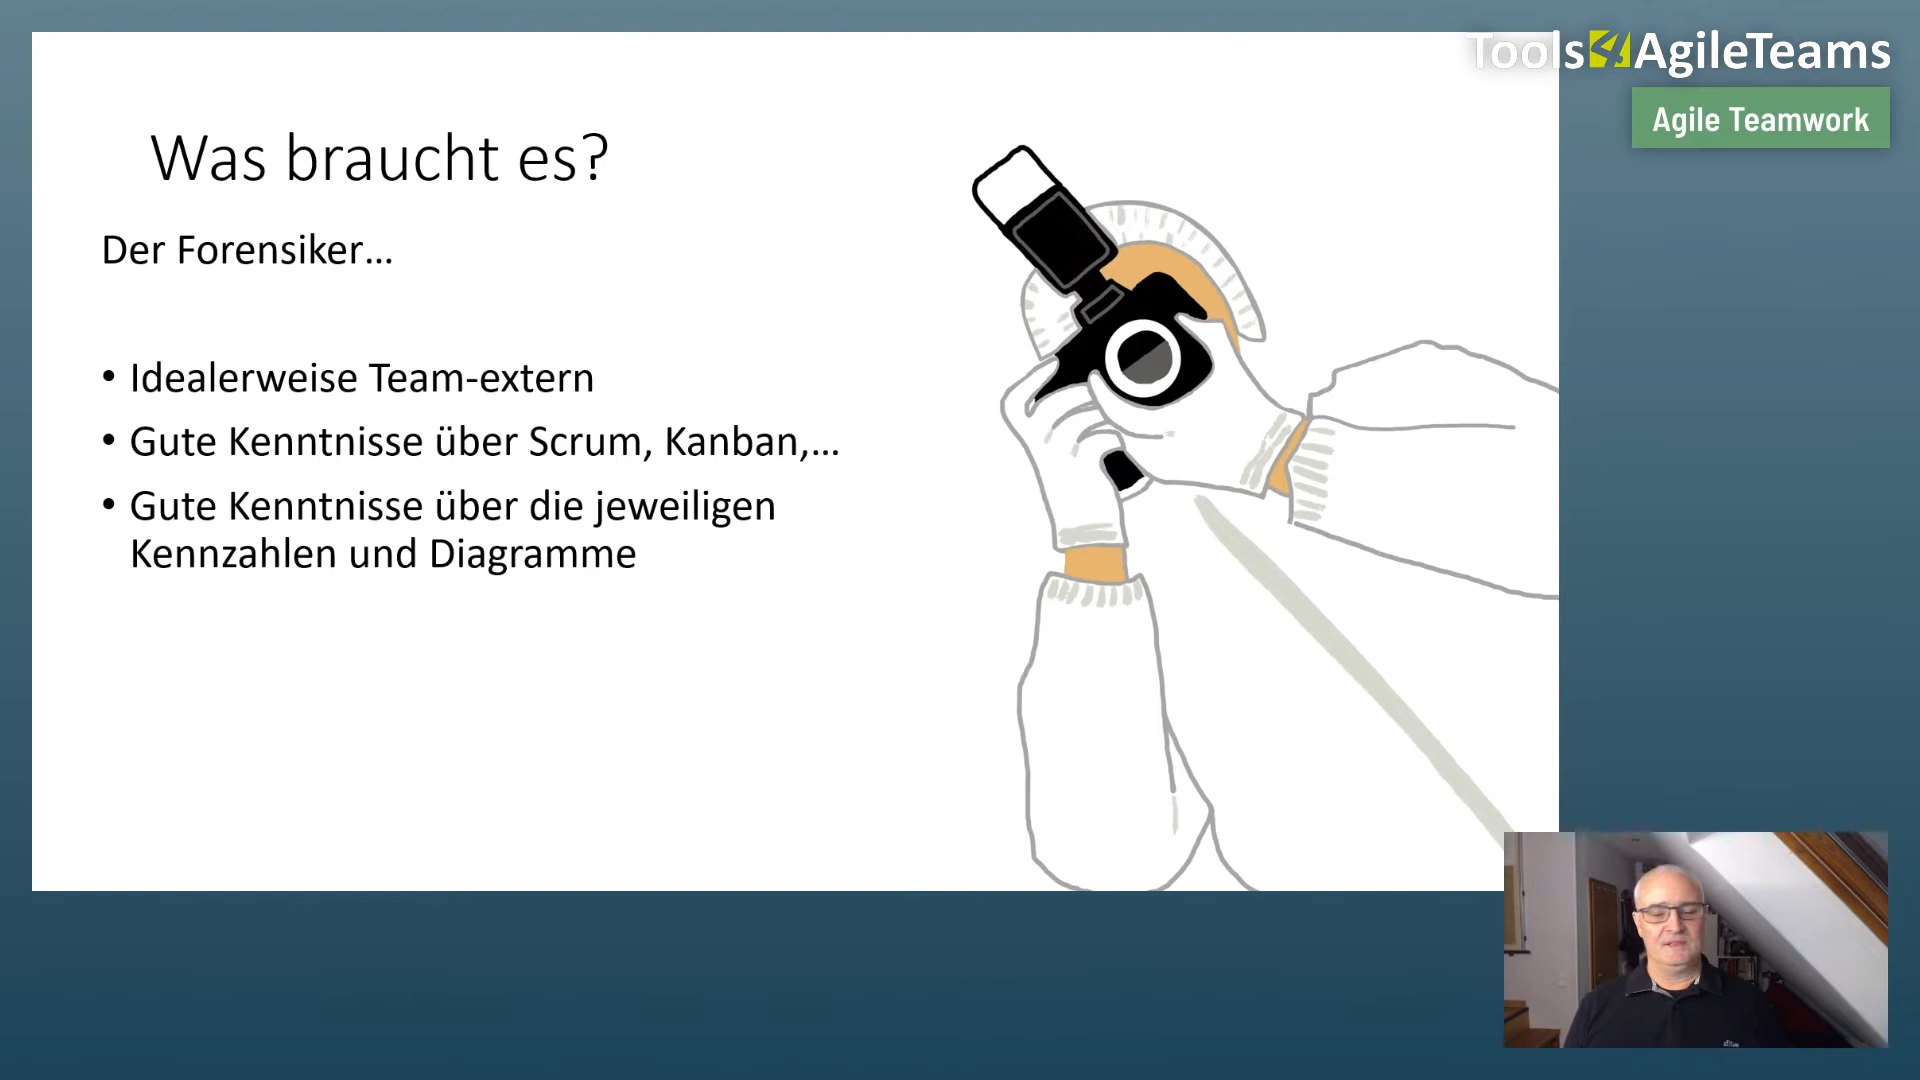 Tools4AgileTeams
Agile Teamwork
Was braucht es?
Der Forensiker...
• Idealerweise Team-extern
• Gute Kenntnisse über Scrum, Kanban,...
• Gute Kenntnisse über die jeweiligen
Kennzahlen und Diagramme